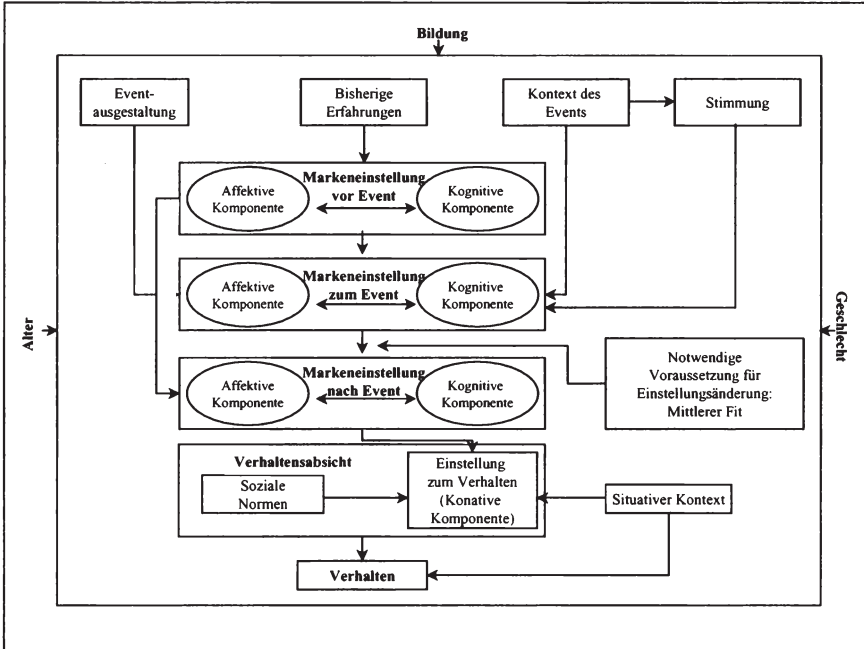 Bildung
Event-
ausgestaltung
Bisherige
Erfahrungen
Kontext des
Events
Stimmung
Markeneinstellung
vor Event
Affektive
Komponente
Kognitive
Komponente
Markeneinstellung
zum Event
Affektive
Komponente
Kognitive
Komponente
Alter
Geschlecht
Markeneinstellung
nach Event
Affektive
Komponente
Kognitive
Komponente
Notwendige
Voraussetzung für
Einstellungsänderung:
Mittlerer Fit
Verhaltensabsicht
Soziale
Normen
Einstellung
zum Verhalten
(Konative
Komponente)
Situativer Kontext
Verhalten